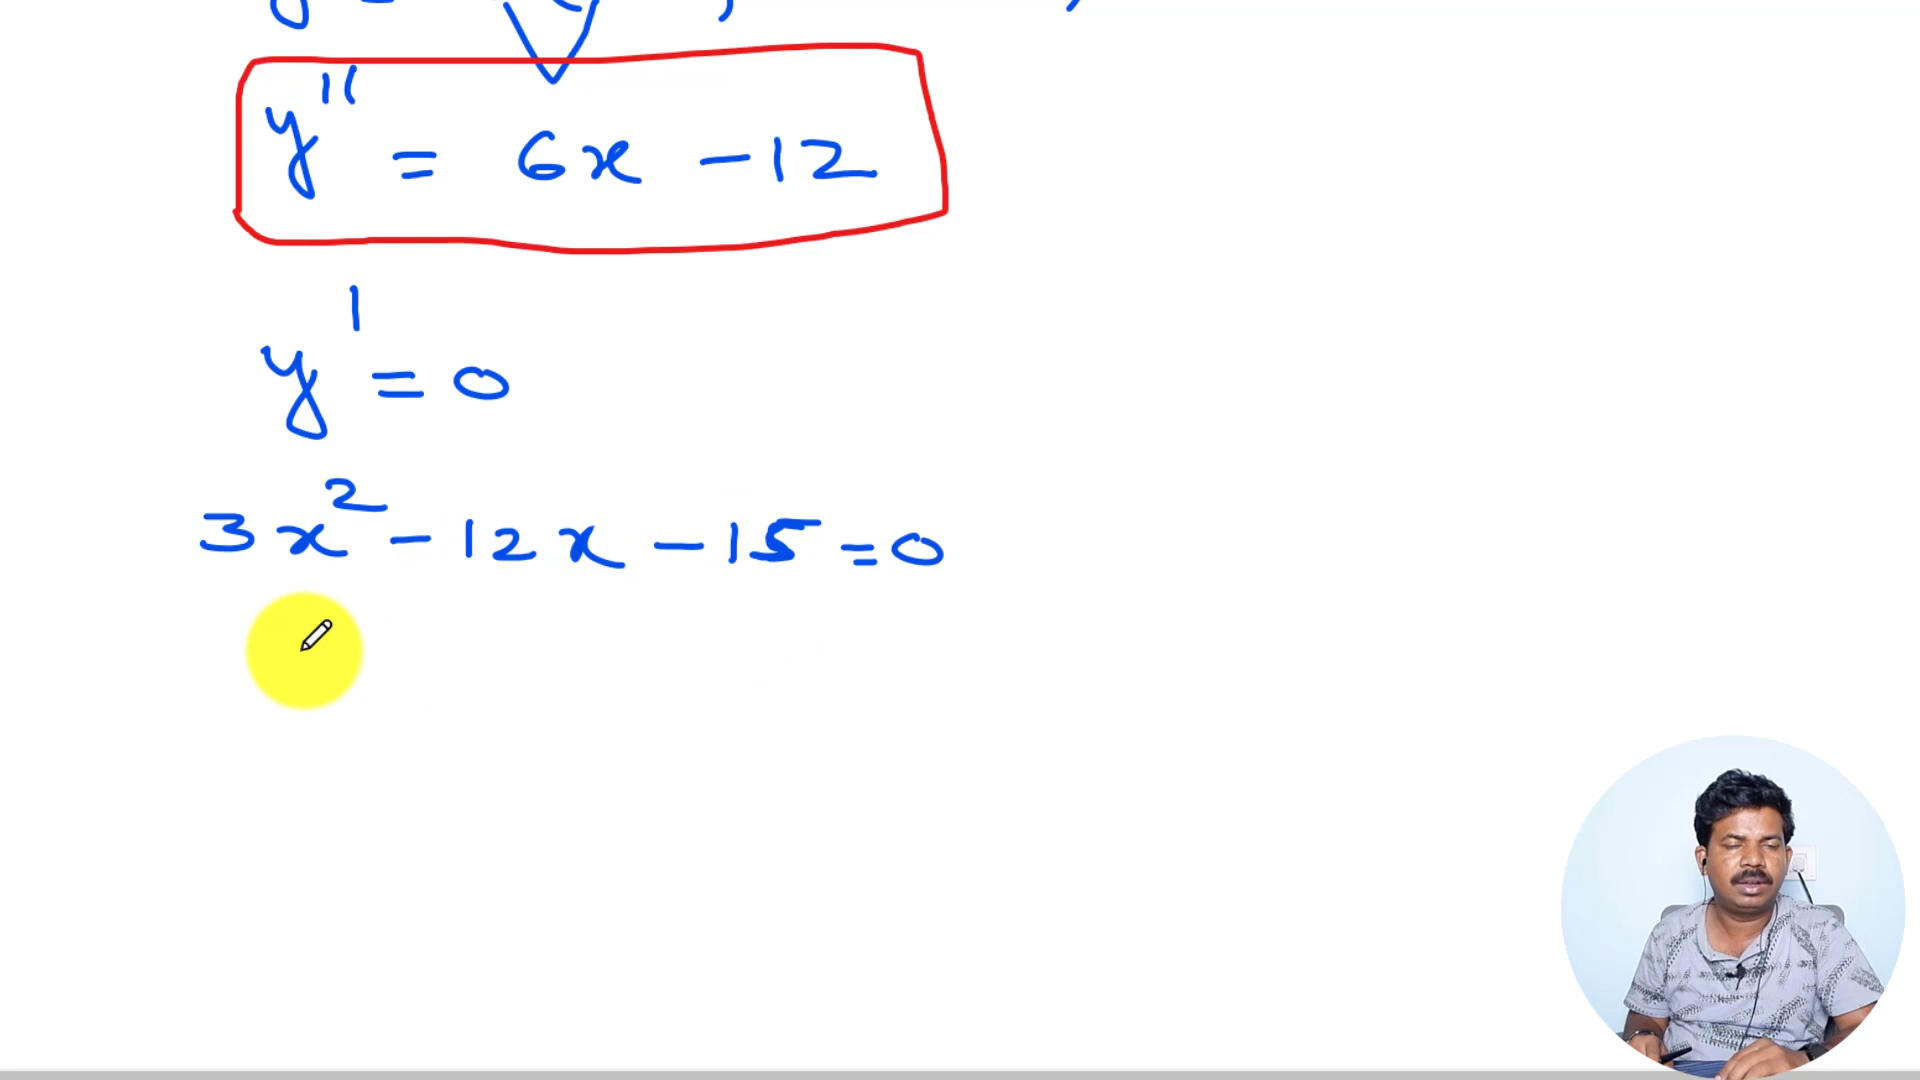 y'' = 6x - 12
y' = 0
3x² - 12x - 15 = 0